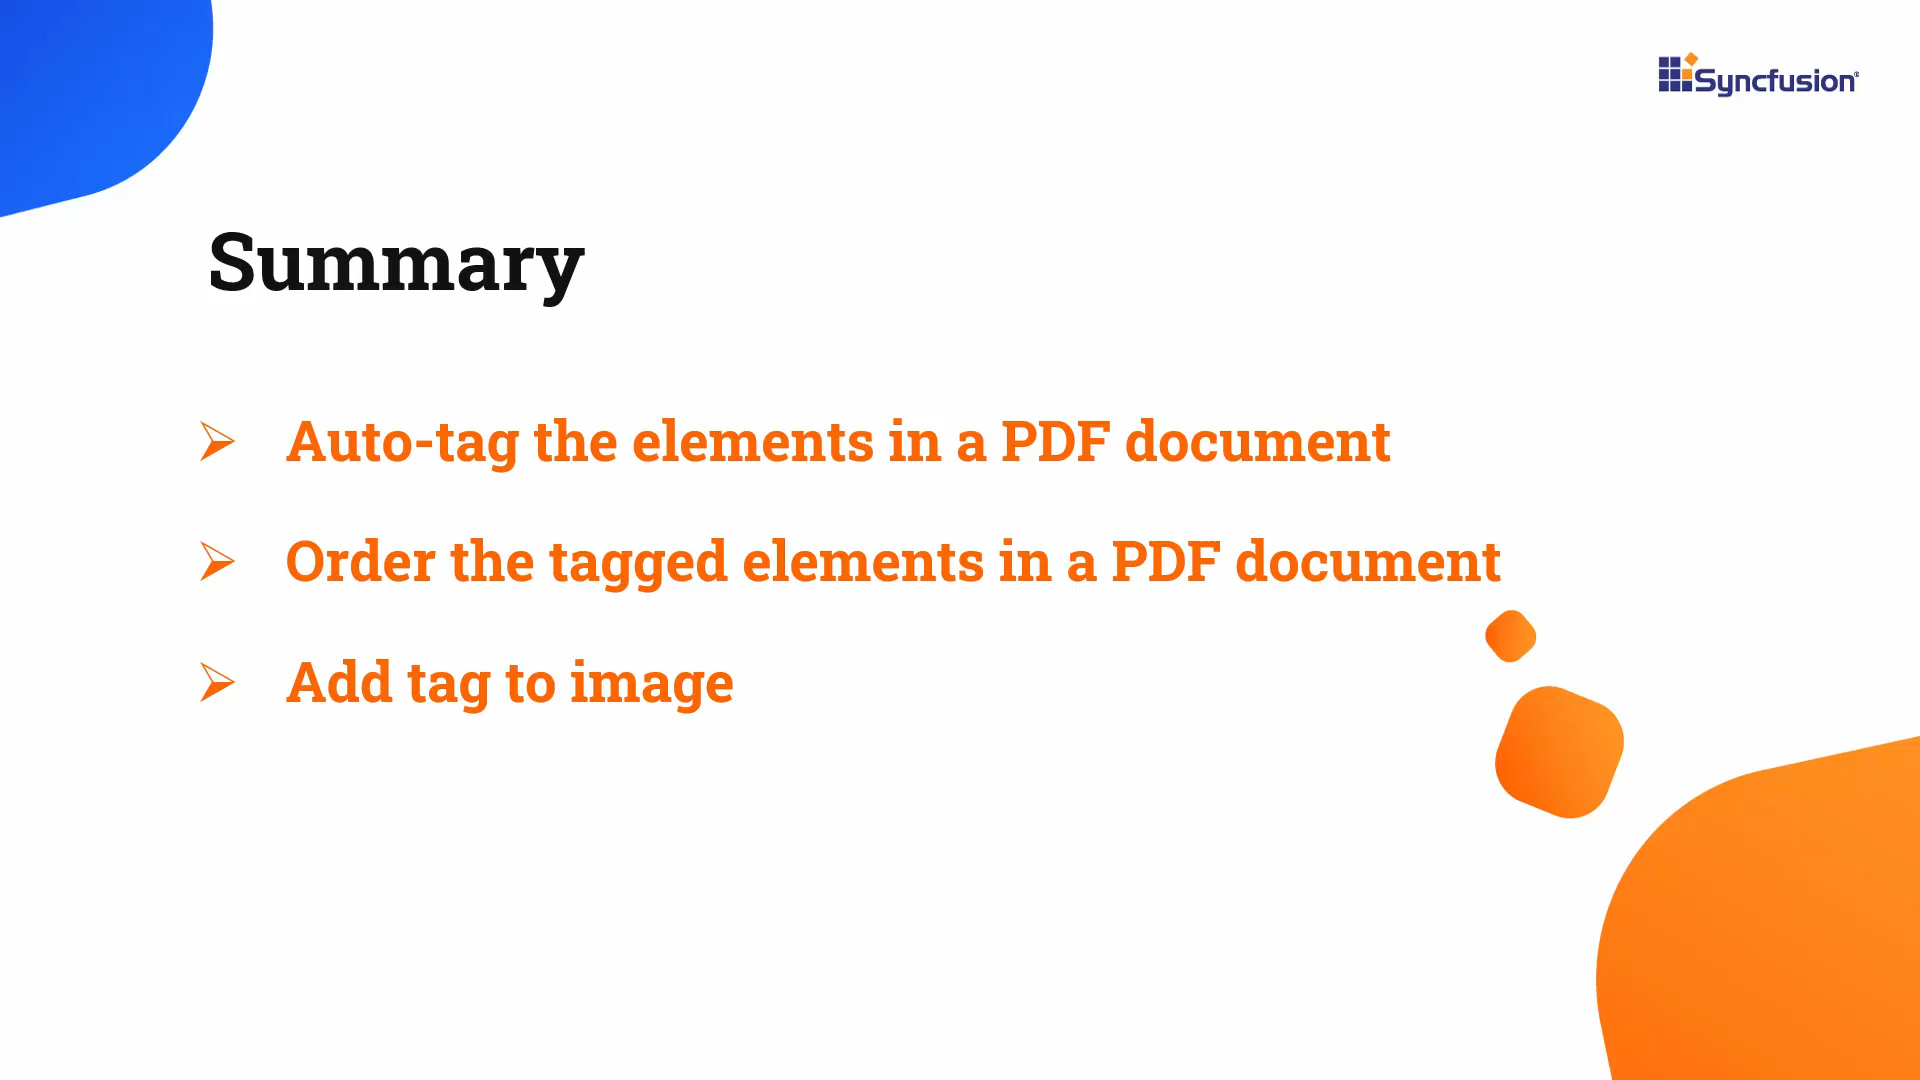 Syncfusion®
Summary
➢ Auto-tag the elements in a PDF document
➢ Order the tagged elements in a PDF document
➢ Add tag to image